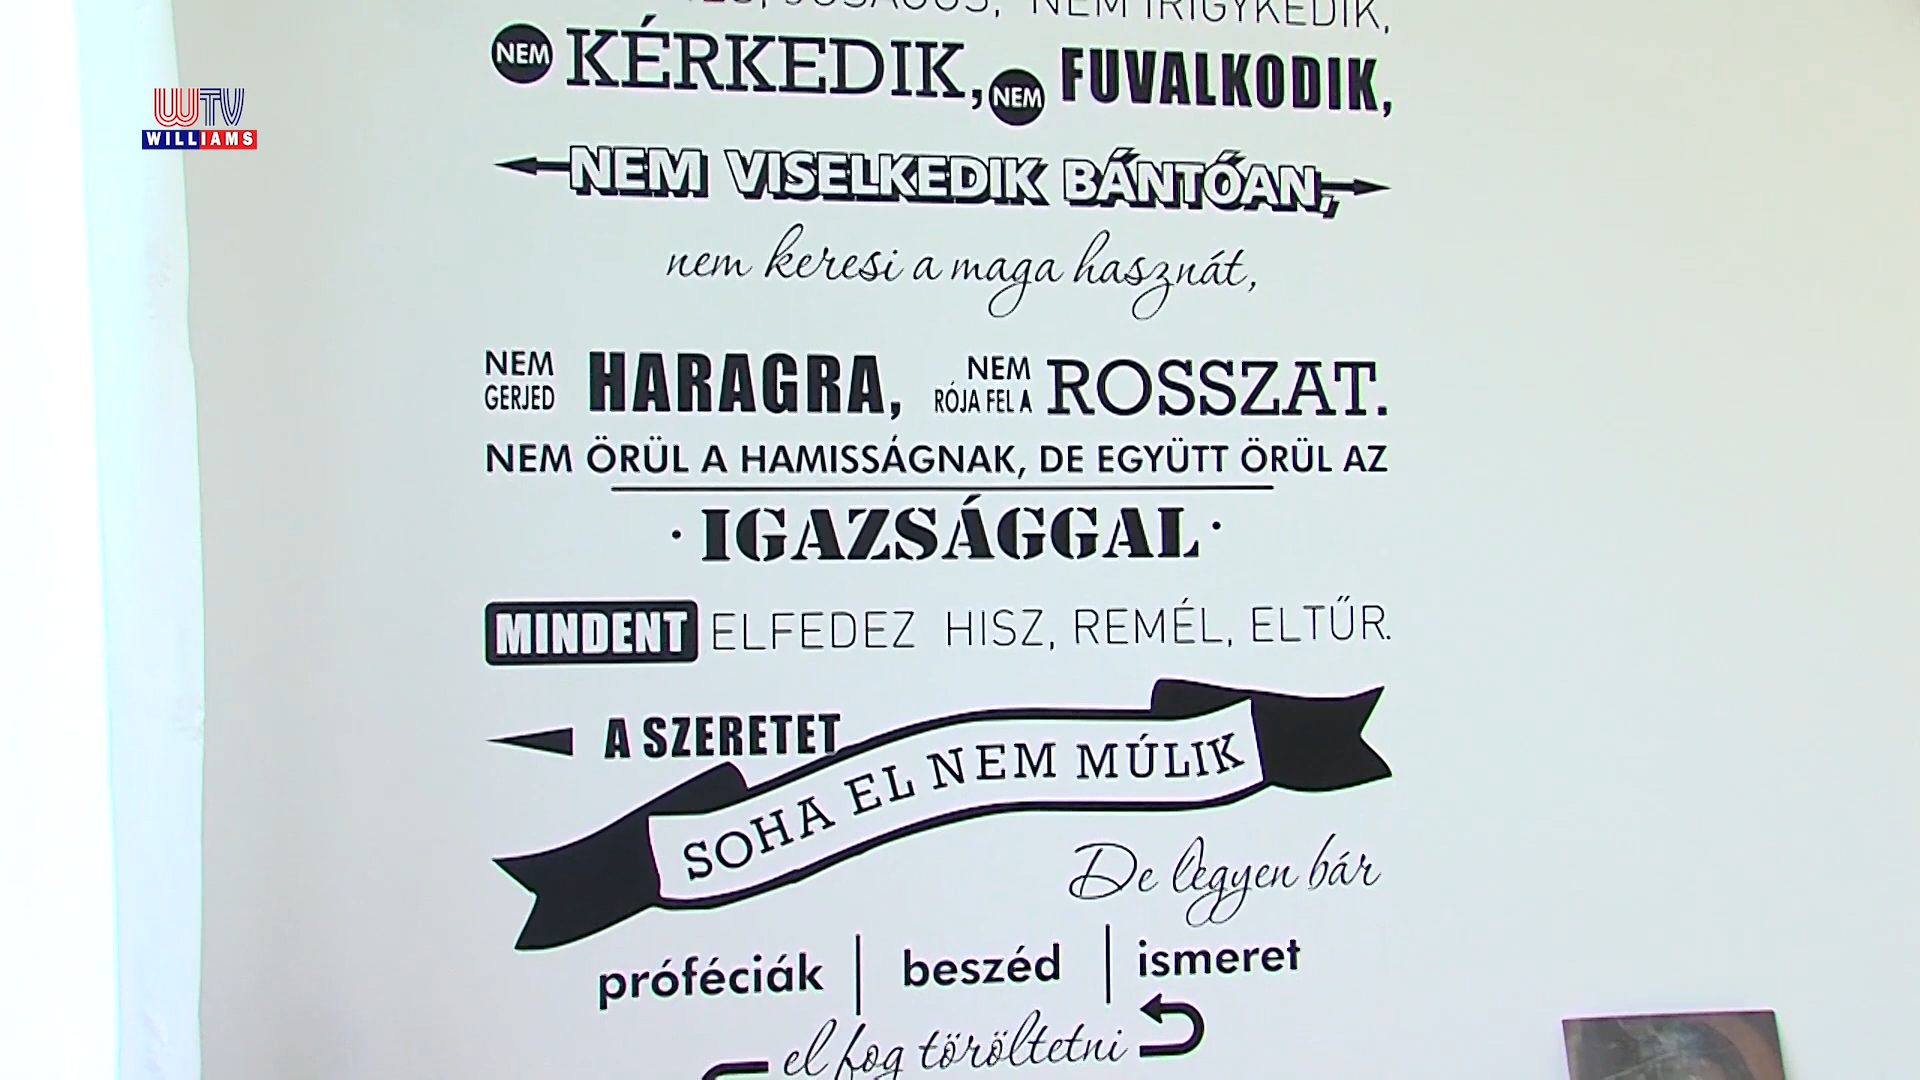 NEM IRIGYKEDIK,
NEM KÉRKEDIK, NEM FUVALKODIK,
WTV
WILLIAMS
NEM VISELKEDIK BÁNTÓAN,
nem keresi a maga hasznát,
NEM GERJED HARAGRA, NEM RÓJA FEL A ROSSZAT.
NEM ÖRÜL A HAMISSÁGNAK, DE EGYÜTT ÖRÜL AZ
· IGAZSÁGGAL ·
MINDENT ELFEDEZ HISZ, REMÉL, ELTŰR.
A SZERETET
SOHA EL NEM MÚLIK
De legyen bár
próféciák | beszéd | ismeret
el fog töröltetni